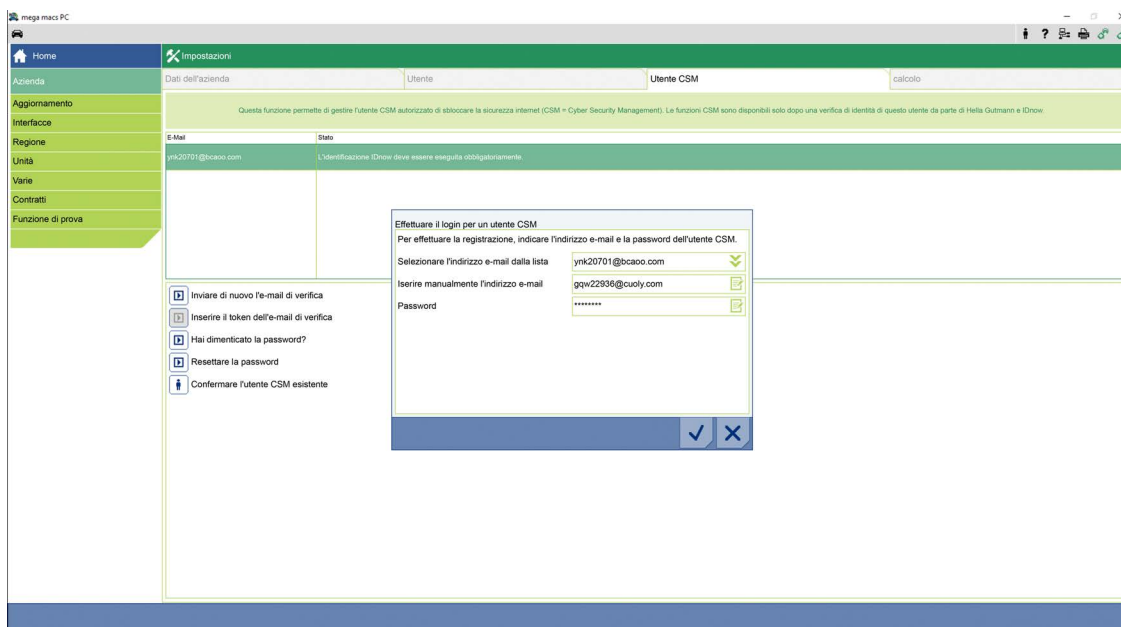 mega macs PC
Home
Impostazioni
Azienda
Dati dell'azienda
Utente
Utente CSM
calcolo
Aggiornamento
Interfacce
Regione
Unità
Varie
Contratti
Funzione di prova
Questa funzione permette di gestire l'utente CSM autorizzato di sbloccare la sicurezza internet (CSM = Cyber Security Management). Le funzioni CSM sono disponibili solo dopo una verifica di identità di questo utente da parte di Hella Gutmann e IDnow.
E-Mail
Stato
ynk20701@bcaoo.com
L'identificazione IDnow deve essere eseguita obbligatoriamente.
Effettuare il login per un utente CSM
Per effettuare la registrazione, indicare l'indirizzo e-mail e la password dell'utente CSM.
Selezionare l'indirizzo e-mail dalla lista
ynk20701@bcaoo.com
Iserire manualmente l'indirizzo e-mail
gqw22936@cuoly.com
Password
********
Inviare di nuovo l'e-mail di verifica
Inserire il token dell'e-mail di verifica
Hai dimenticato la password?
Resettare la password
Confermare l'utente CSM esistente